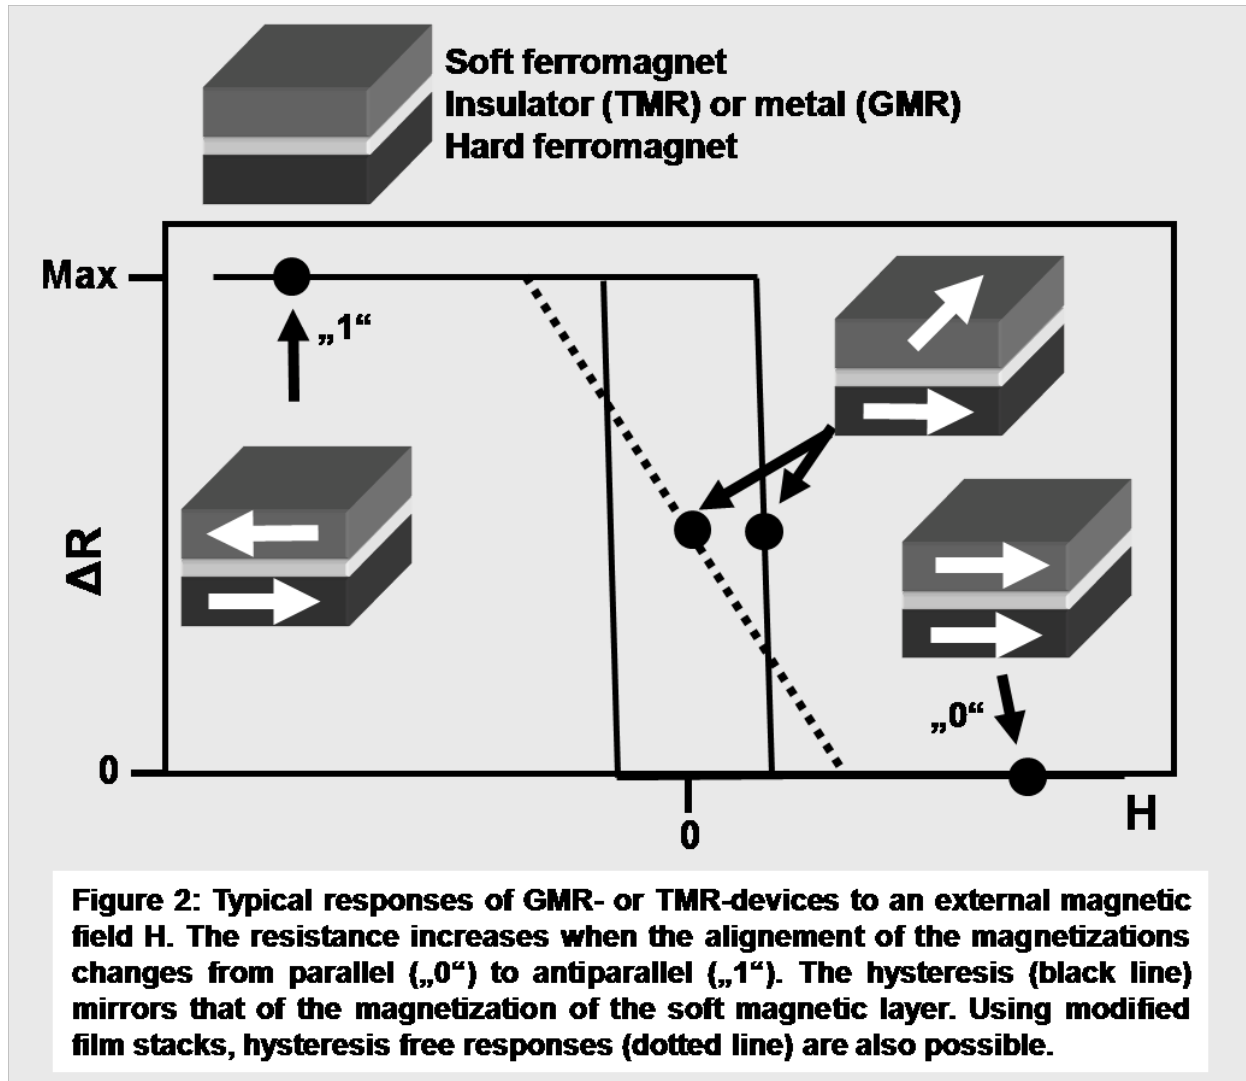 Soft ferromagnet
Insulator (TMR) or metal (GMR)
Hard ferromagnet
Max
„1“
ΔR
„0“
0
0
H
Figure 2: Typical responses of GMR- or TMR-devices to an external magnetic
field H. The resistance increases when the alignement of the magnetizations
changes from parallel („0“) to antiparallel („1“). The hysteresis (black line)
mirrors that of the magnetization of the soft magnetic layer. Using modified
film stacks, hysteresis free responses (dotted line) are also possible.